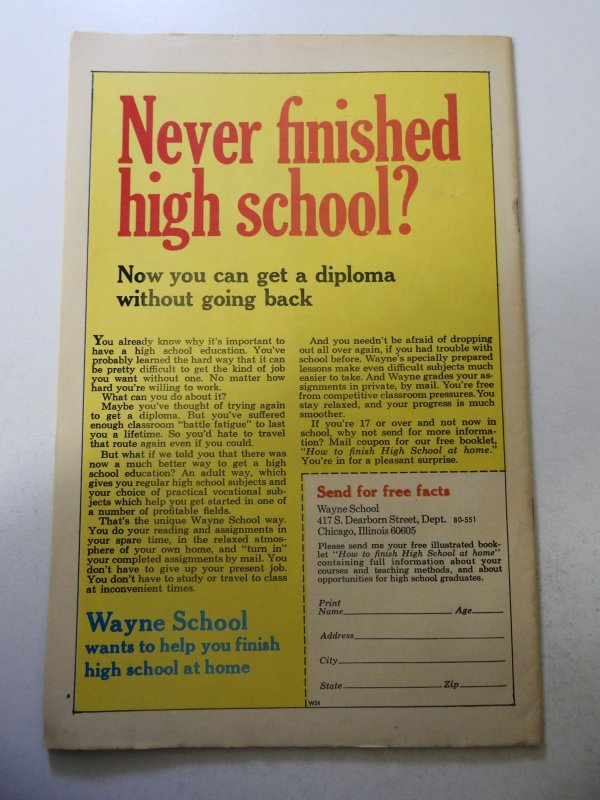 Never finished
high school?
Now you can get a diploma
without going back
You already know why it's important to
have a high school education. You've
probably learned the hard way that it can
be pretty difficult to get the kind of job
you want without one. No matter how
hard you're willing to work.
What can you do about it?
Maybe you've thought of trying again
to get a diploma. But you've suffered
enough classroom "battle fatigue" to last
you a lifetime. So you'd hate to travel
that route again even if you could.
But what if we told you that there was
now a much better way to get a high
school education? An adult way, which
gives you regular high school subjects and
your choice of practical vocational sub-
jects which help you get started in one of
a number of profitable fields.
That's the unique Wayne School way.
You do your reading and assignments in
your spare time, in the relaxed atmos-
phere of your own home, and "turn in"
your completed assignments by mail. You
don't have to give up your present job.
You don't have to study or travel to class
at inconvenient times.
Wayne School
wants to help you finish
high school at home
And you needn't be afraid of dropping
out all over again, if you had trouble with
school before. Wayne's specially prepared
lessons make even difficult subjects much
easier to take. And Wayne grades your as-
signments in private, by mail. You're free
from competitive classroom pressures. You
stay relaxed, and your progress is much
smoother.
If you're 17 or over and not now in
school, why not send for more informa-
tion? Mail coupon for our free booklet,
"How to finish High School at home."
You're in for a pleasant surprise.
Send for free facts
Wayne School
417 S. Dearborn Street, Dept. 80-551
Chicago, Illinois 60605
Please send me your free illustrated book-
let "How to finish High School at home"
containing full information about your
courses and teaching methods, and about
opportunities for high school graduates.
Print
Name Age
Address
City
State Zip
W24